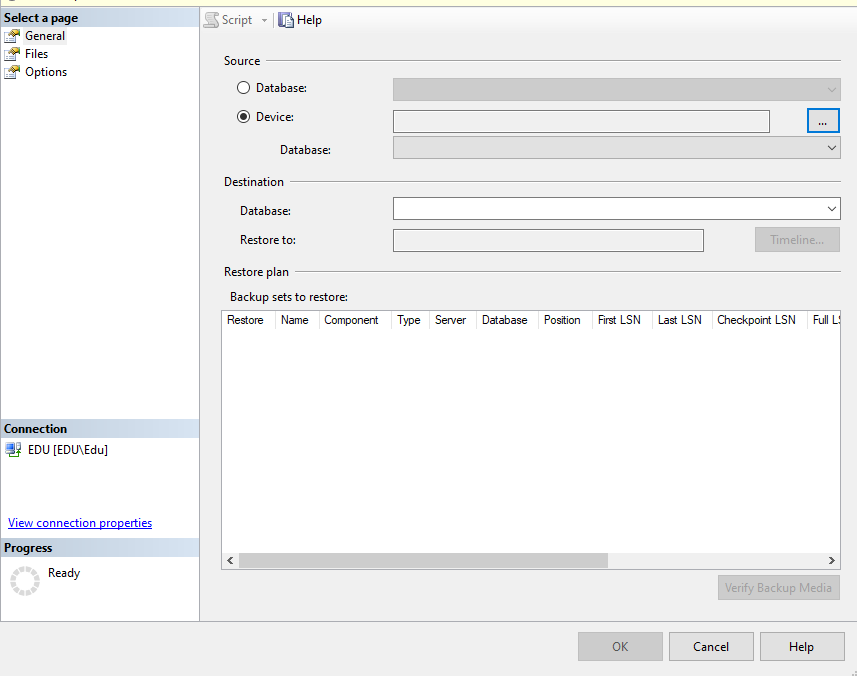 Select a page
General
Files
Options
Script
Help
Source
Database:
Device:
...
Database:
Destination
Database:
Restore to:
Timeline...
Restore plan
Backup sets to restore:
Restore Name Component Type Server Database Position First LSN Last LSN Checkpoint LSN Full
Connection
EDU [EDU\Edu]
View connection properties
Progress
Ready
Verify Backup Media
OK Cancel Help